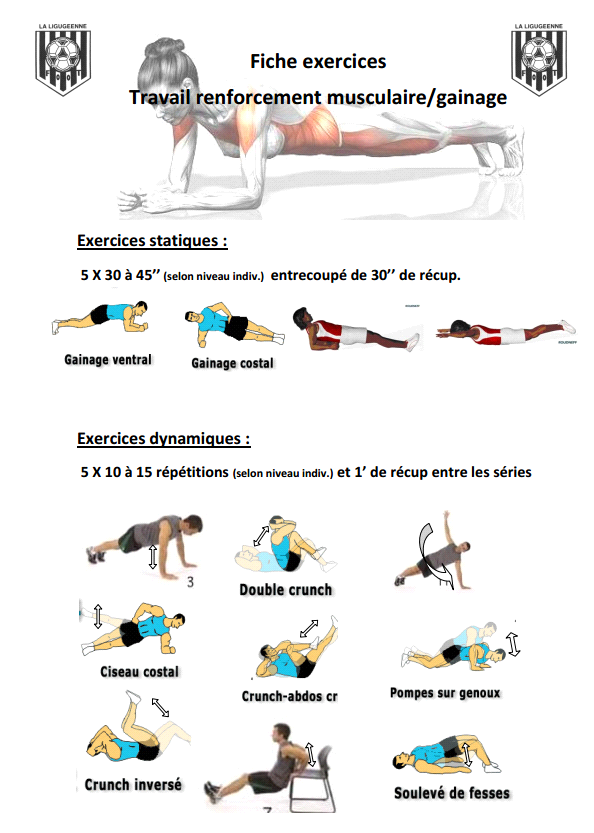 LA LIGUGEENNE
LA LIGUGEENNE
FOOT
FOOT
Fiche exercices
Travail renforcement musculaire/gainage
Exercices statiques :
5 X 30 à 45’’ (selon niveau indiv.) entrecoupé de 30’’ de récup.
Gainage ventral
Gainage costal
Exercices dynamiques :
5 X 10 à 15 répétitions (selon niveau indiv.) et 1’ de récup entre les séries
3
Double crunch
Ciseau costal
Crunch-abdos cr
Pompes sur genoux
Crunch inversé
7
Soulevé de fesses